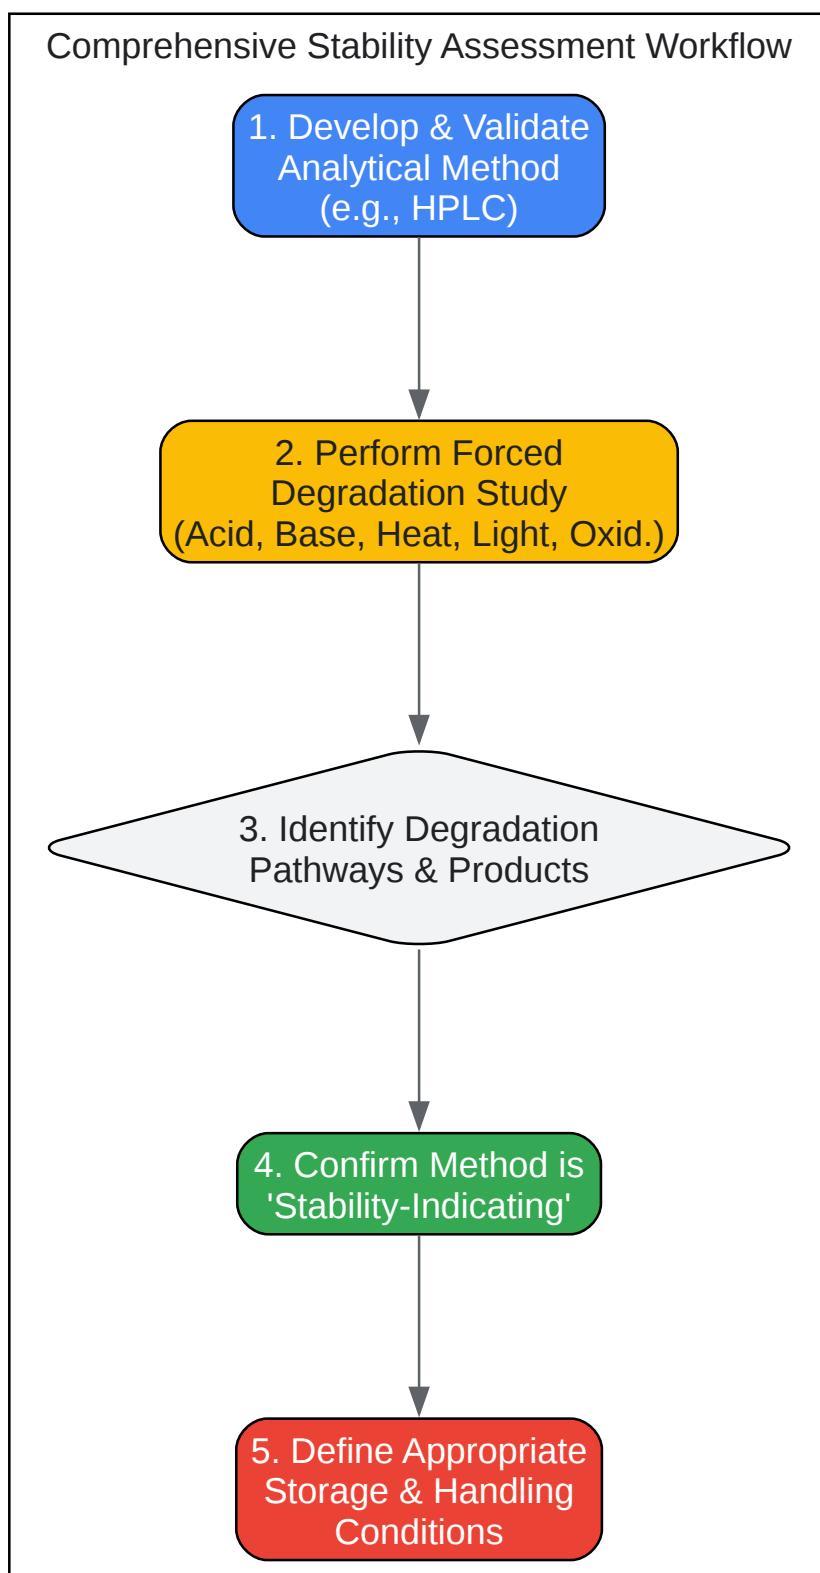 Comprehensive Stability Assessment Workflow
1. Develop & Validate
Analytical Method
(e.g., HPLC)
2. Perform Forced
Degradation Study
(Acid, Base, Heat, Light, Oxid.)
3. Identify Degradation
Pathways & Products
4. Confirm Method is
'Stability-Indicating'
5. Define Appropriate
Storage & Handling
Conditions